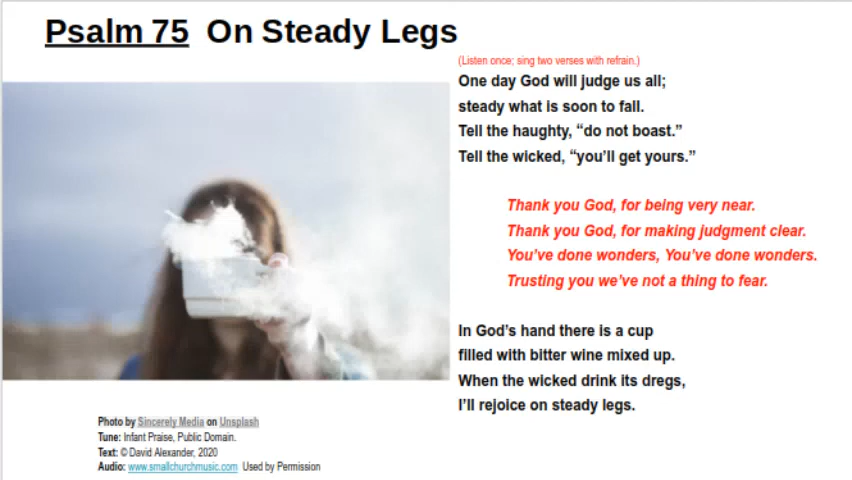 Psalm 75 On Steady Legs
(Listen once; sing two verses with refrain.)
One day God will judge us all;
steady what is soon to fall.
Tell the haughty, “do not boast.”
Tell the wicked, “you’ll get yours.”
Thank you God, for being very near.
Thank you God, for making judgment clear.
You’ve done wonders, You’ve done wonders.
Trusting you we’ve not a thing to fear.
In God’s hand there is a cup
filled with bitter wine mixed up.
When the wicked drink its dregs,
I’ll rejoice on steady legs.
Photo by Sincerely Media on Unsplash
Tune: Infant Praise, Public Domain.
Text: © David Alexander, 2020
Audio: www.smallchurchmusic.com Used by Permission